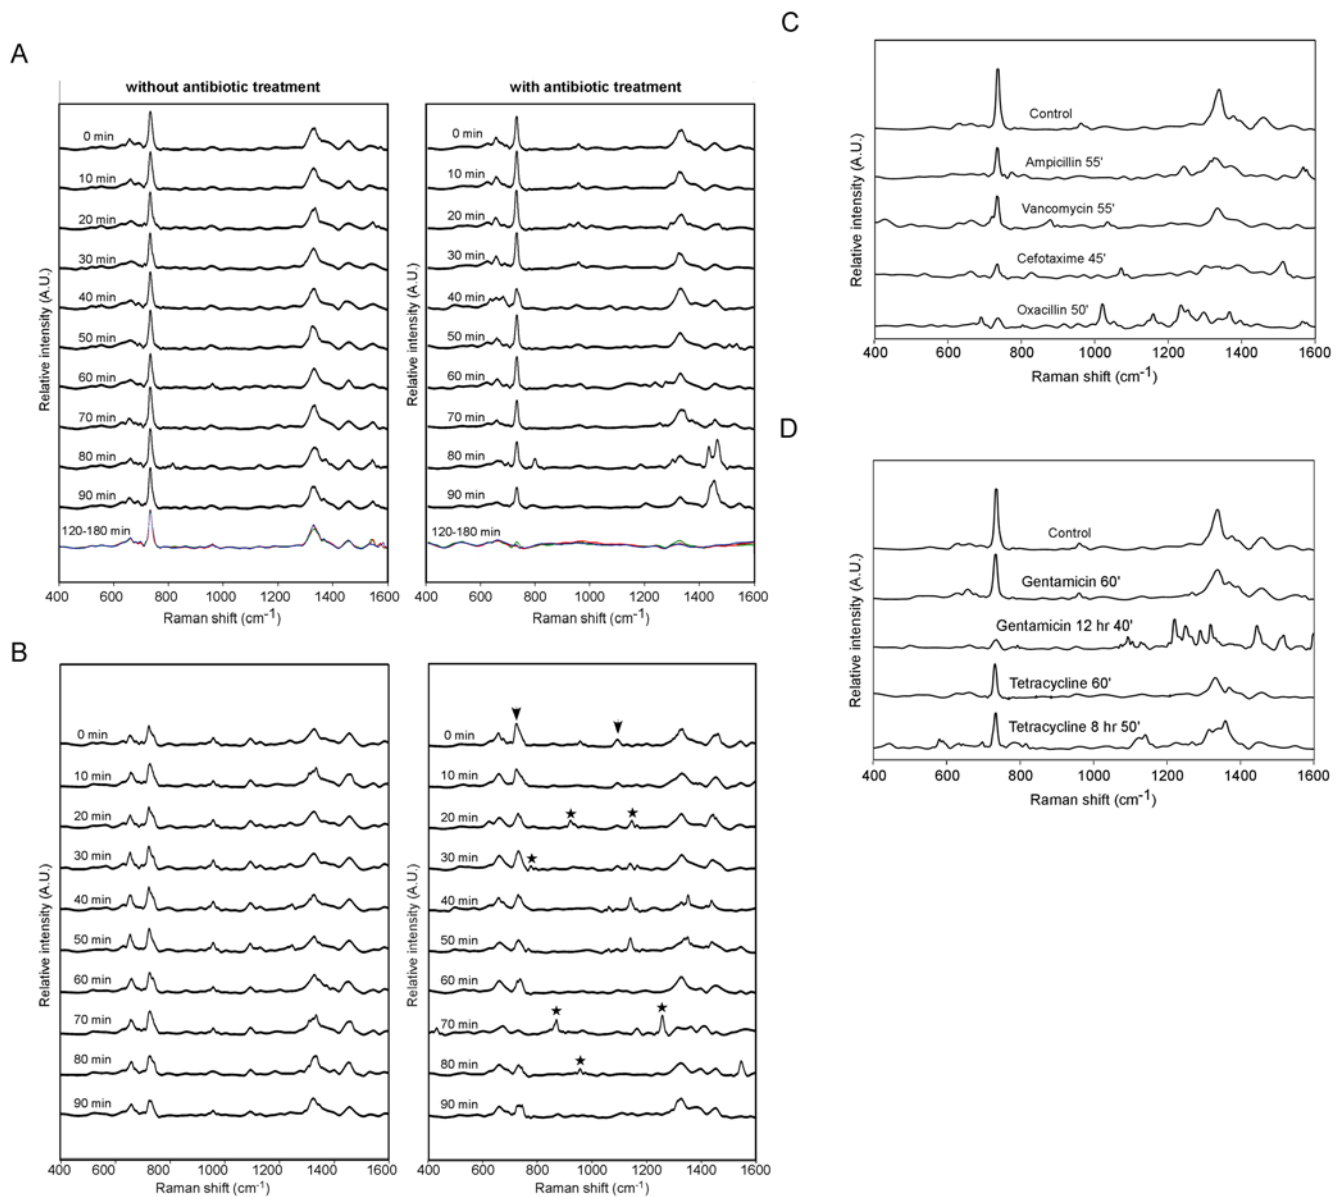 A
without antibiotic treatment
with antibiotic treatment
Relative intensity (A.U.)
0 min
10 min
20 min
30 min
40 min
50 min
60 min
70 min
80 min
90 min
120-180 min
400 600 800 1000 1200 1400 1600
Raman shift (cm-1)
Relative intensity (A.U.)
0 min
10 min
20 min
30 min
40 min
50 min
60 min
70 min
80 min
90 min
120-180 min
400 600 800 1000 1200 1400 1600
Raman shift (cm-1)
B
Relative intensity (A.U.)
0 min
10 min
20 min
30 min
40 min
50 min
60 min
70 min
80 min
90 min
400 600 800 1000 1200 1400 1600
Raman shift (cm-1)
Relative intensity (A.U.)
0 min
10 min
20 min
30 min
40 min
50 min
60 min
70 min
80 min
90 min
400 600 800 1000 1200 1400 1600
Raman shift (cm-1)
C
Relative intensity (A.U.)
Control
Ampicillin 55'
Vancomycin 55'
Cefotaxime 45'
Oxacillin 50'
400 600 800 1000 1200 1400 1600
Raman shift (cm-1)
D
Relative intensity (A.U.)
Control
Gentamicin 60'
Gentamicin 12 hr 40'
Tetracycline 60'
Tetracycline 8 hr 50'
400 600 800 1000 1200 1400 1600
Raman shift (cm-1)